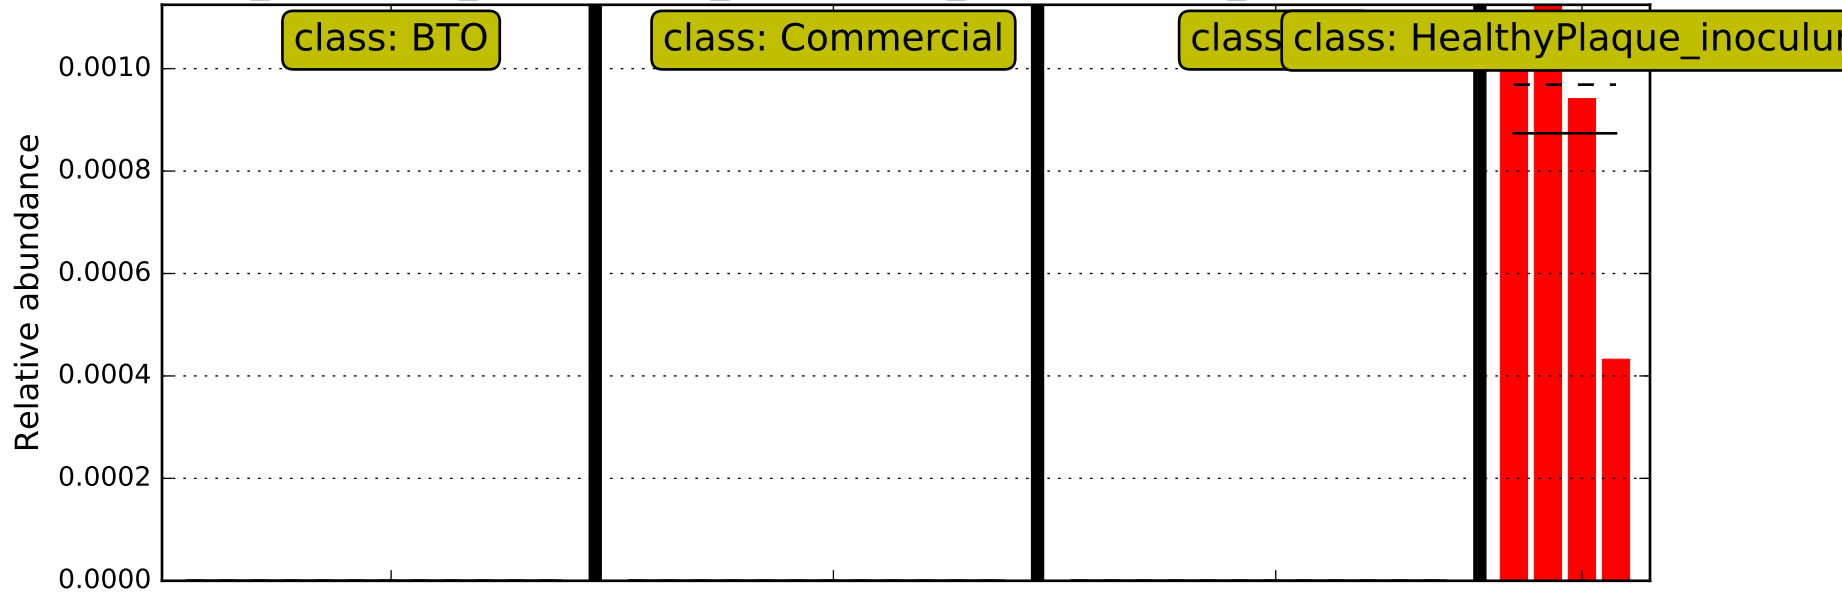 class: BTO
class: Commercial
class
class: HealthyPlaque_inoculu
0.0010
0.0008
0.0006
0.0004
0.0002
0.0000
Relative abundance